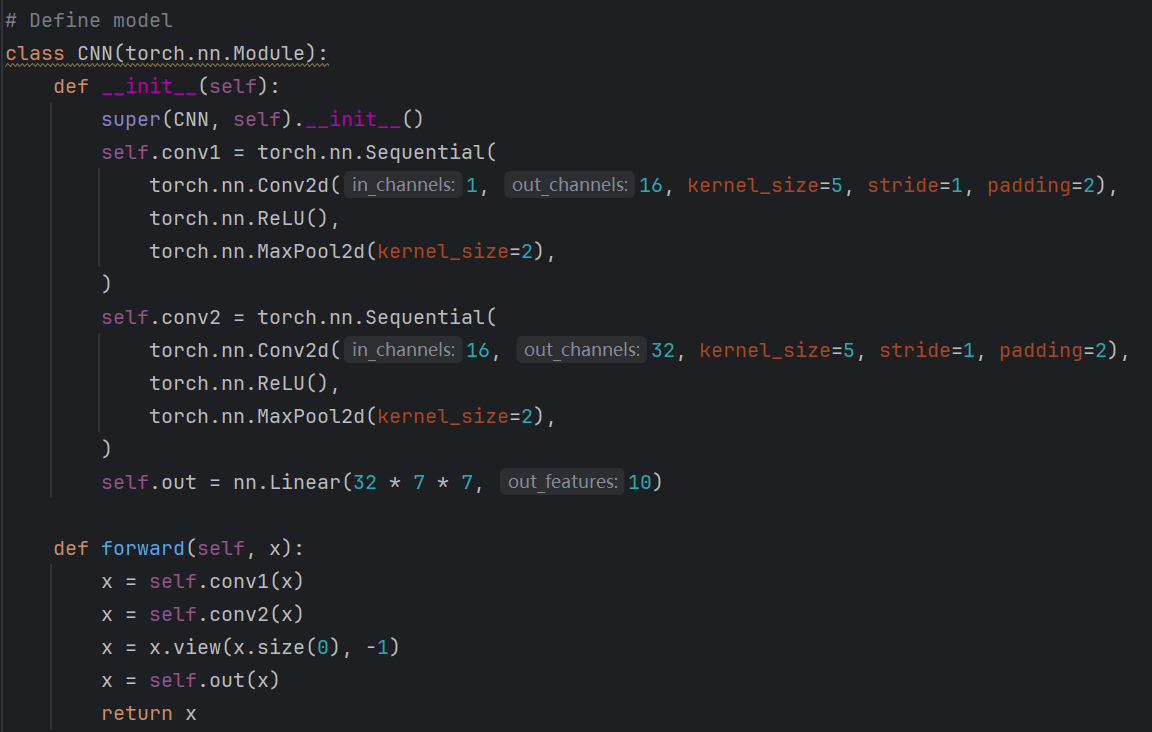 # Define model
class CNN(torch.nn.Module):
    def __init__(self):
        super(CNN, self).__init__()
        self.conv1 = torch.nn.Sequential(
            torch.nn.Conv2d( in_channels: 1, out_channels: 16, kernel_size=5, stride=1, padding=2),
            torch.nn.ReLU(),
            torch.nn.MaxPool2d(kernel_size=2),
        )
        self.conv2 = torch.nn.Sequential(
            torch.nn.Conv2d( in_channels: 16, out_channels: 32, kernel_size=5, stride=1, padding=2),
            torch.nn.ReLU(),
            torch.nn.MaxPool2d(kernel_size=2),
        )
        self.out = nn.Linear(32 * 7 * 7, out_features: 10)

    def forward(self, x):
        x = self.conv1(x)
        x = self.conv2(x)
        x = x.view(x.size(0), -1)
        x = self.out(x)
        return x